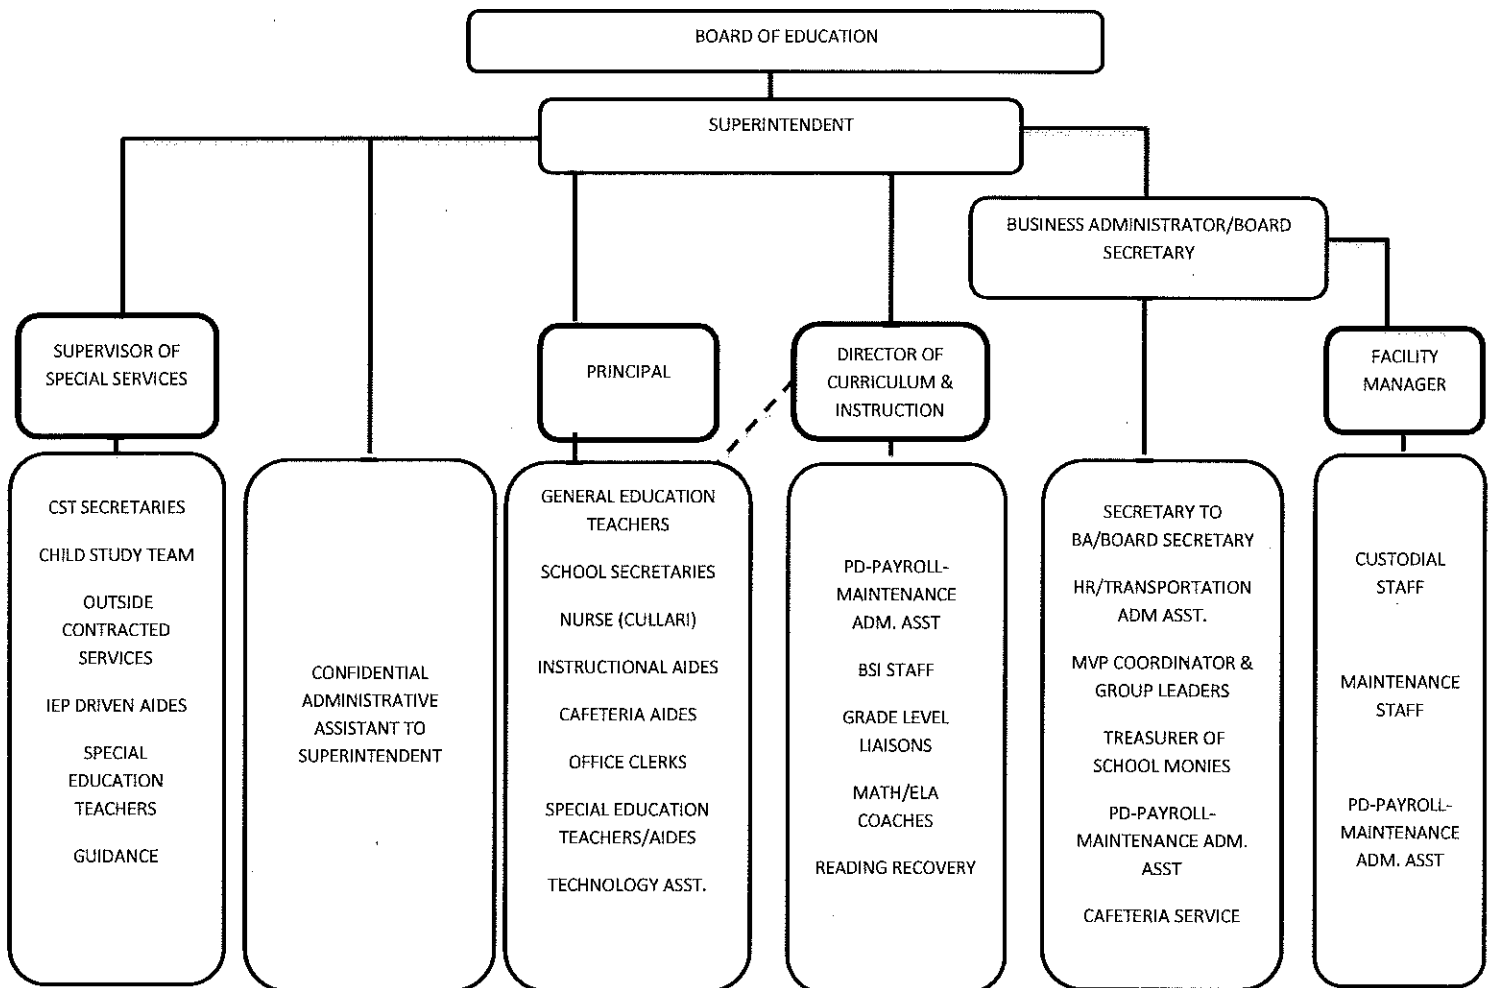 BOARD OF EDUCATION
SUPERINTENDENT
BUSINESS ADMINISTRATOR/BOARD
SECRETARY
SUPERVISOR OF
SPECIAL SERVICES
PRINCIPAL
DIRECTOR OF
CURRICULUM &
INSTRUCTION
FACILITY
MANAGER
CST SECRETARIES
CHILD STUDY TEAM
OUTSIDE
CONTRACTED
SERVICES
IEP DRIVEN AIDES
SPECIAL
EDUCATION
TEACHERS
GUIDANCE
CONFIDENTIAL
ADMINISTRATIVE
ASSISTANT TO
SUPERINTENDENT
GENERAL EDUCATION
TEACHERS
SCHOOL SECRETARIES
NURSE (CULLARI)
INSTRUCTIONAL AIDES
CAFETERIA AIDES
OFFICE CLERKS
SPECIAL EDUCATION
TEACHERS/AIDES
TECHNOLOGY ASST.
PD-PAYROLL-
MAINTENANCE
ADM. ASST
BSI STAFF
GRADE LEVEL
LIAISONS
MATH/ELA
COACHES
READING RECOVERY
SECRETARY TO
BA/BOARD SECRETARY
HR/TRANSPORTATION
ADM ASST.
MVP COORDINATOR &
GROUP LEADERS
TREASURER OF
SCHOOL MONIES
PD-PAYROLL-
MAINTENANCE ADM.
ASST
CAFETERIA SERVICE
CUSTODIAL
STAFF
MAINTENANCE
STAFF
PD-PAYROLL-
MAINTENANCE
ADM. ASST